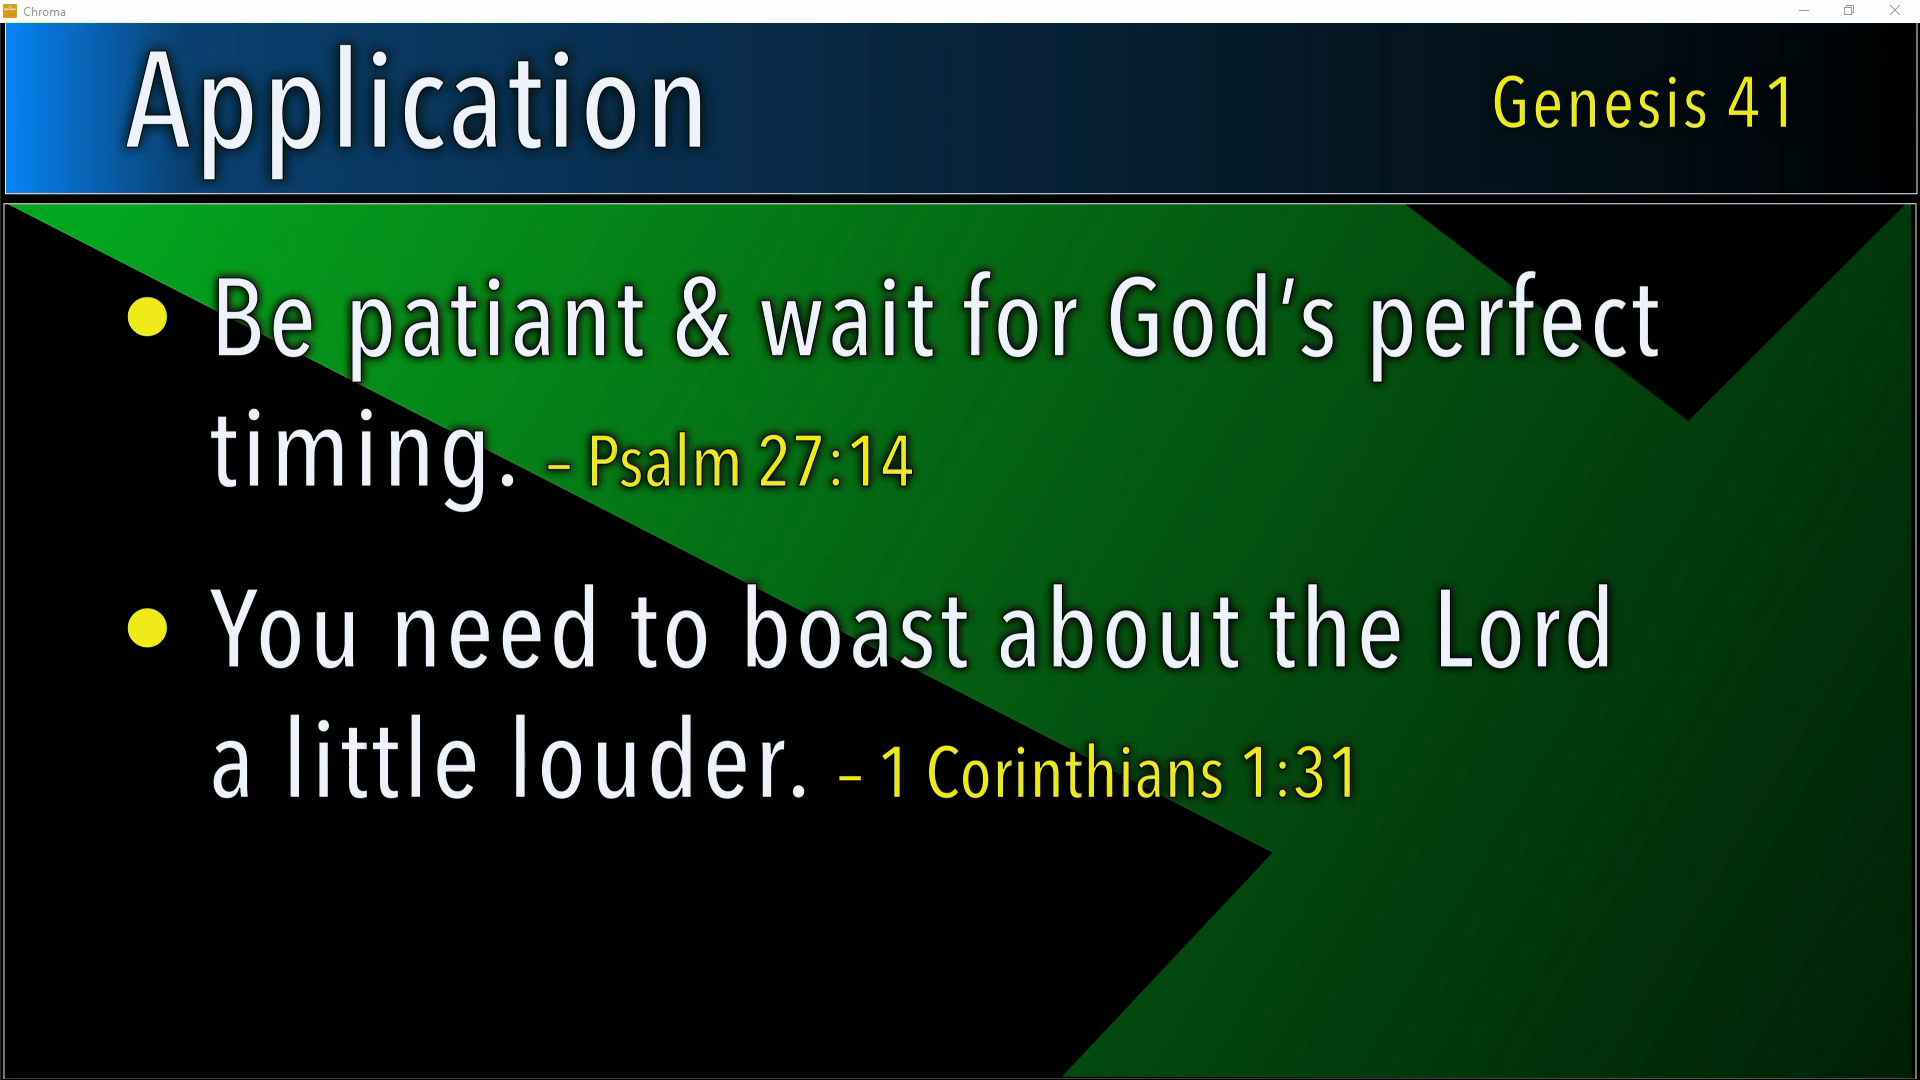 Chroma
Application
Genesis 41
• Be patiant & wait for God's perfect
timing. – Psalm 27:14
• You need to boast about the Lord
a little louder. – 1 Corinthians 1:31